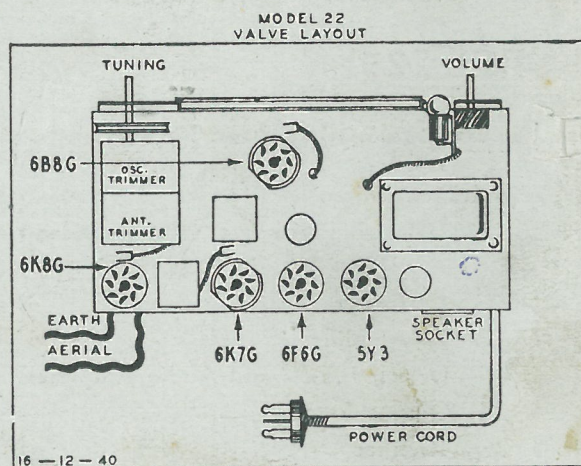 MODEL 22
VALVE LAYOUT
TUNING
VOLUME
6B8G
OSC.
TRIMMER
ANT.
TRIMMER
6K8G
EARTH
AERIAL
6K7G
6F6G
5Y3
SPEAKER
SOCKET
POWER CORD
16 — 12 — 40